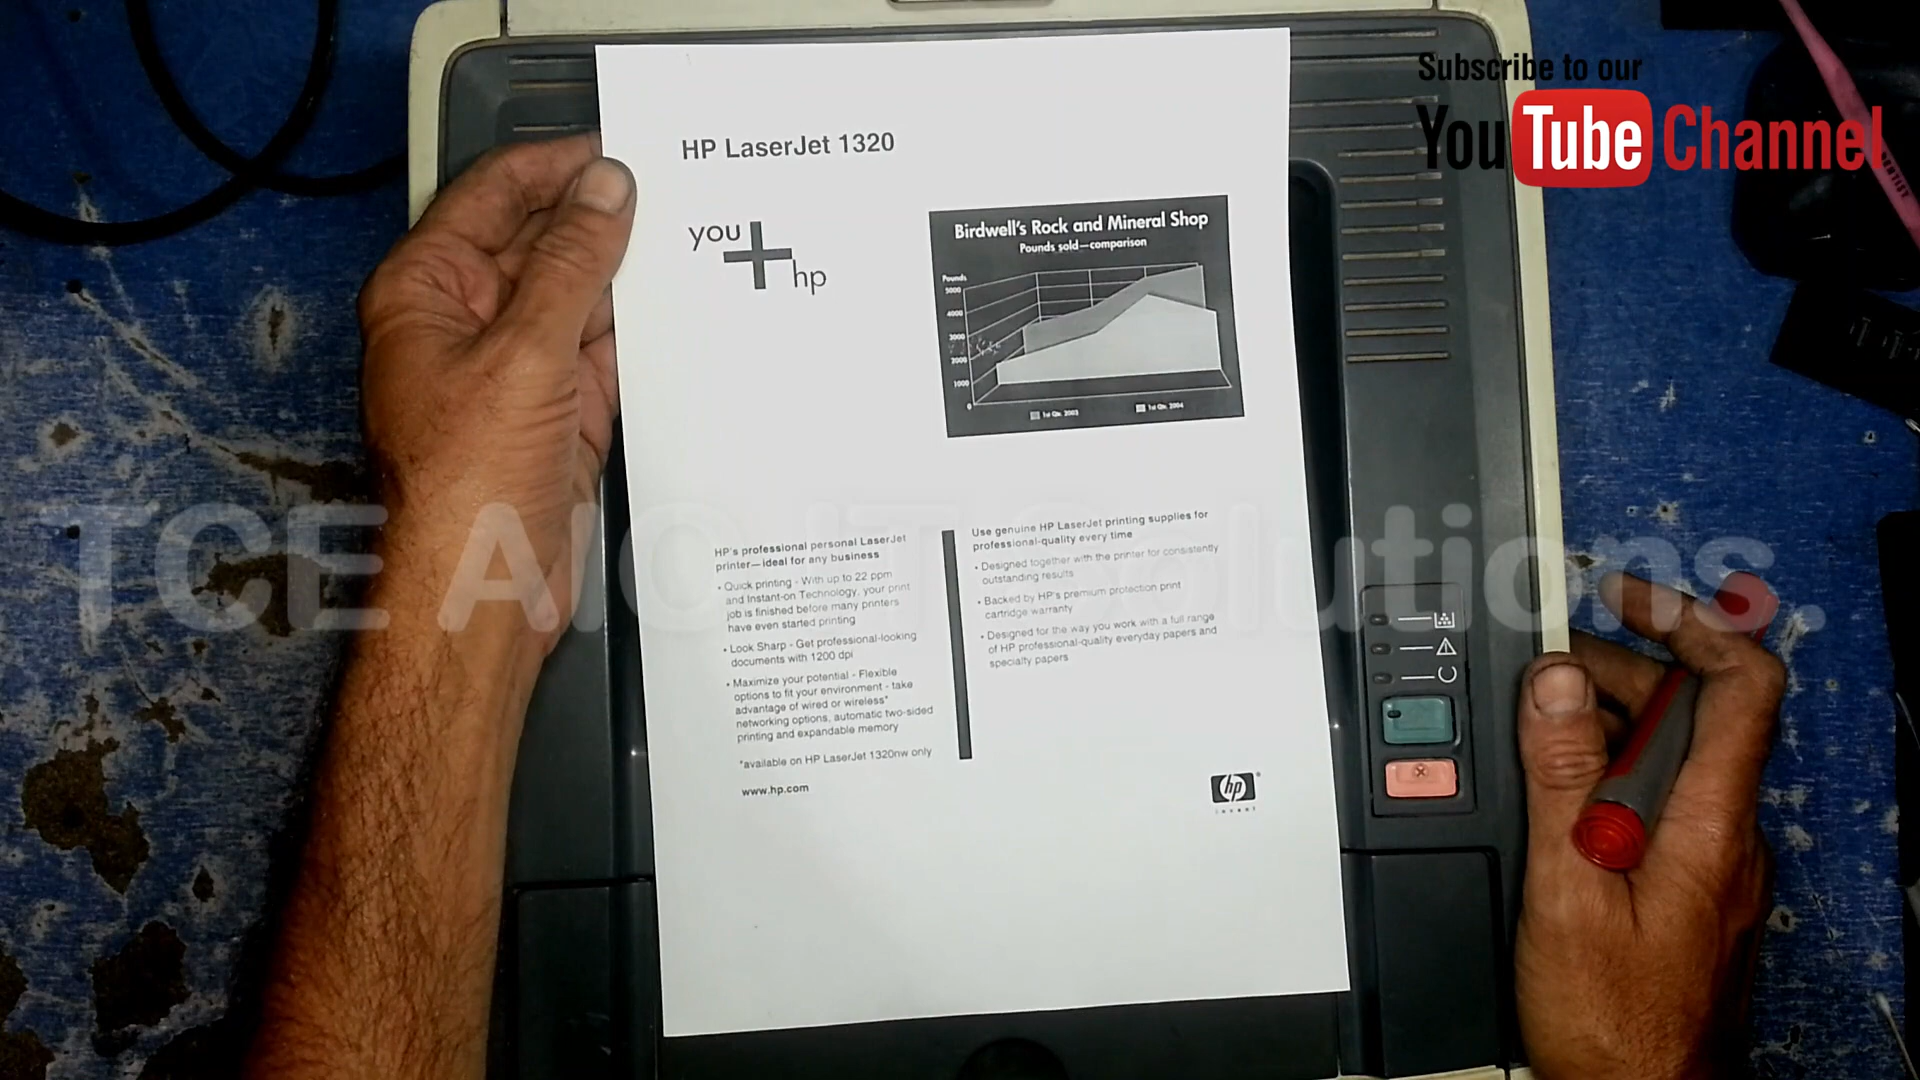 Subscribe to our
YouTube Channel
HP LaserJet 1320
you
hp
Birdwell's Rock and Mineral Shop
Pounds sold—comparison
Pounds
5000
4000
3000
2000
1000
0
1st Qtr. 2003
1st Qtr. 2004
TCE AIO IT Solutions.
HP's professional personal LaserJet
printer—ideal for any business
• Quick printing - With up to 22 ppm
and Instant-on Technology, your print
job is finished before many printers
have even started printing
• Look Sharp - Get professional-looking
documents with 1200 dpi
• Maximize your potential - Flexible
options to fit your environment - take
advantage of wired or wireless*
networking options, automatic two-sided
printing and expandable memory
*available on HP LaserJet 1320nw only
www.hp.com
Use genuine HP LaserJet printing supplies for
professional-quality every time
• Designed together with the printer for consistently
outstanding results
• Backed by HP's premium protection print
cartridge warranty
• Designed for the way you work with a full range
of HP professional-quality everyday papers and
specialty papers
hp
invent